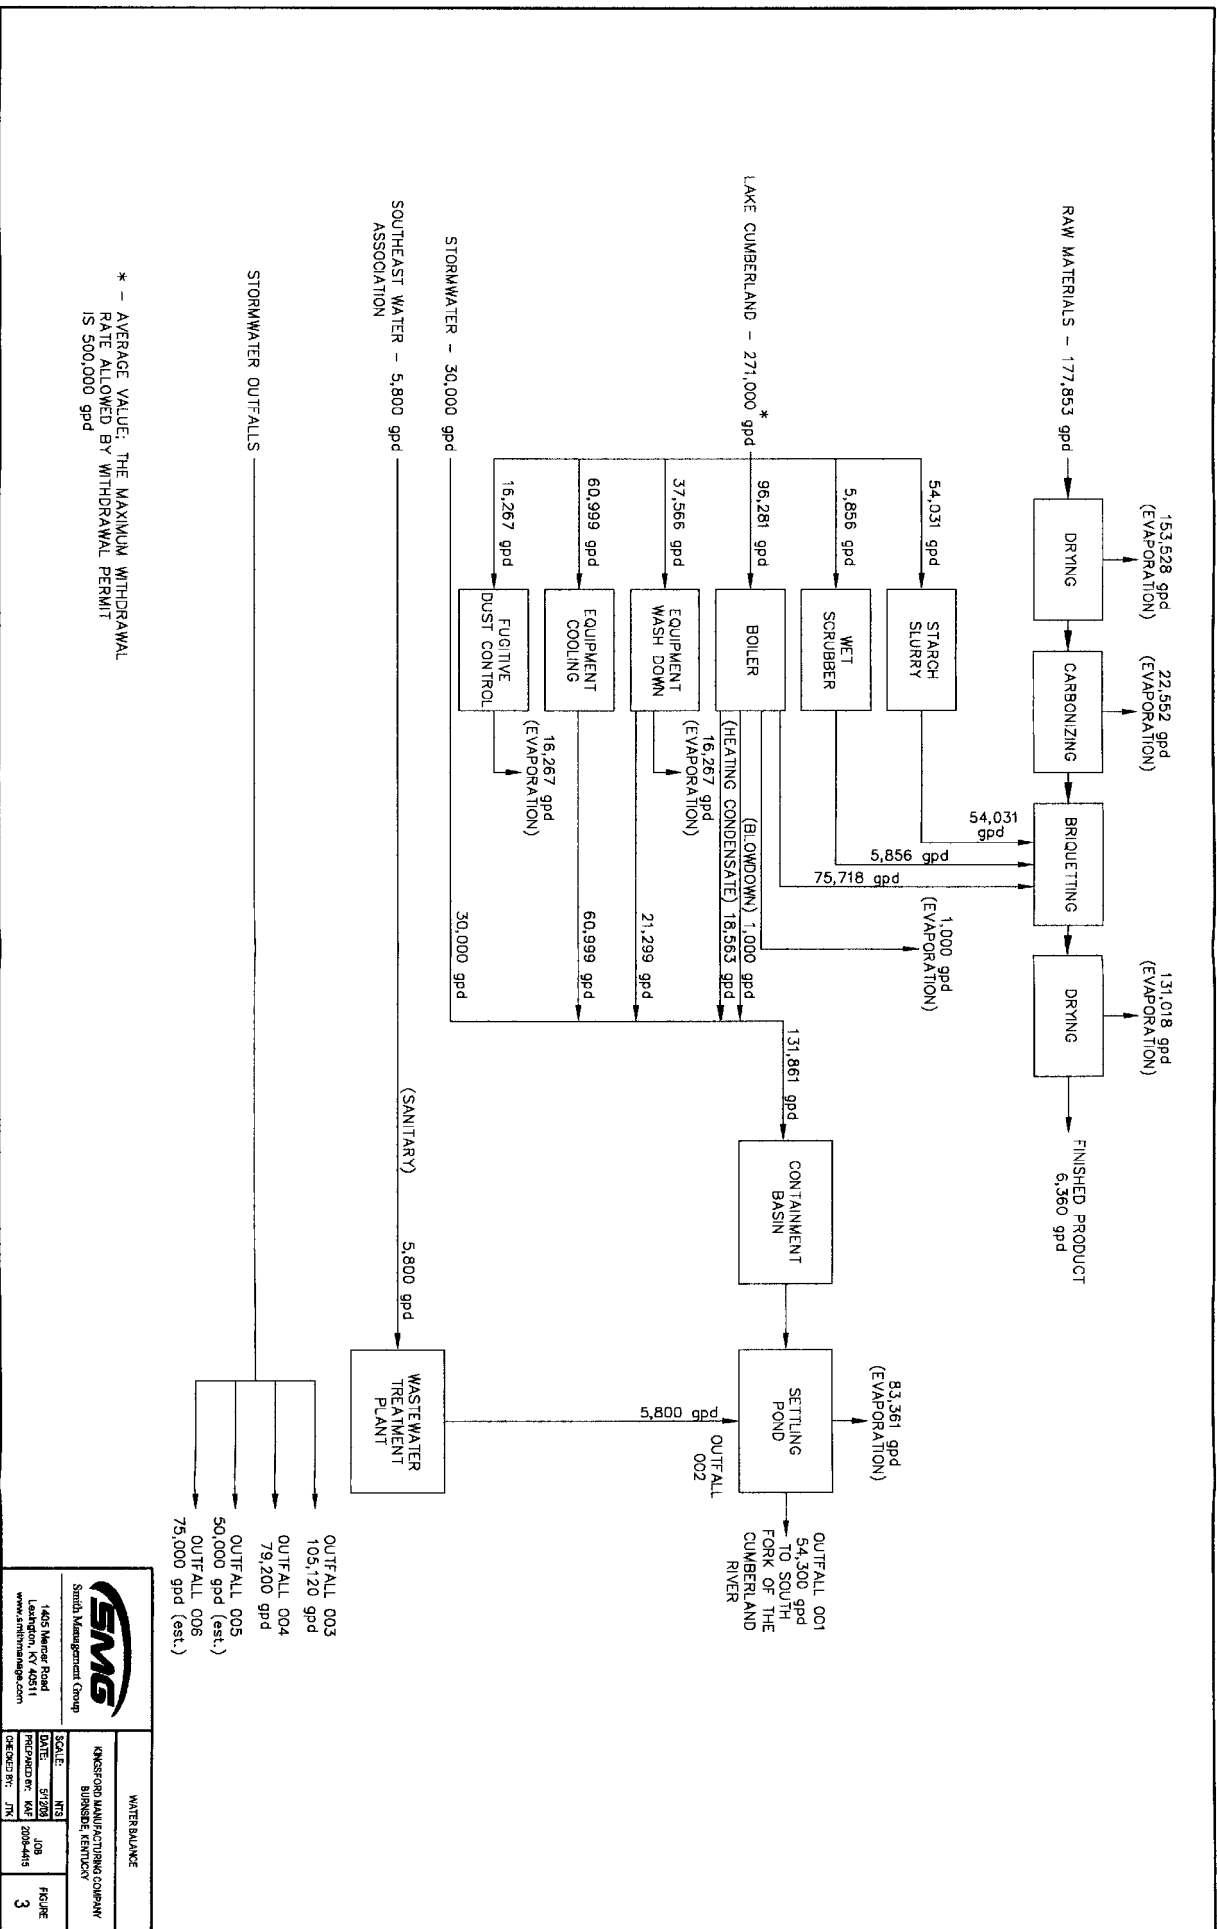 153,528 gpd
(EVAPORATION)
22,552 gpd
(EVAPORATION)
131,018 gpd
(EVAPORATION)
RAW MATERIALS - 177,853 gpd
DRYING
CARBONIZING
BRIQUETTING
DRYING
FINISHED PRODUCT
6,360 gpd
54,031
gpd
5,856 gpd
75,718 gpd
1,000 gpd
(EVAPORATION)
LAKE CUMBERLAND - 271,000 gpd
*
54,031 gpd
STARCH
SLURRY
5,856 gpd
WET
SCRUBBER
96,281 gpd
BOILER
(BLOWDOWN) 1,000 gpd
(HEATING CONDENSATE) 18,563 gpd
37,566 gpd
EQUIPMENT
WASH DOWN
16,267 gpd
(EVAPORATION)
21,299 gpd
60,999 gpd
EQUIPMENT
COOLING
60,999 gpd
16,267 gpd
FUGITIVE
DUST CONTROL
16,267 gpd
(EVAPORATION)
STORMWATER - 30,000 gpd
30,000 gpd
131,861 gpd
CONTAINMENT
BASIN
SETTLING
POND
83,361 gpd
(EVAPORATION)
OUTFALL 001
54,300 gpd
TO SOUTH
FORK OF THE
CUMBERLAND
RIVER
5,800 gpd
OUTFALL
002
SOUTHEAST WATER - 5,800 gpd
ASSOCIATION
(SANITARY)
5,800 gpd
WASTEWATER
TREATMENT
PLANT
STORMWATER OUTFALLS
OUTFALL 003
105,120 gpd
OUTFALL 004
79,200 gpd
OUTFALL 005
50,000 gpd (est.)
OUTFALL 006
75,000 gpd (est.)
* - AVERAGE VALUE; THE MAXIMUM WITHDRAWAL
RATE ALLOWED BY WITHDRAWAL PERMIT
IS 500,000 gpd
SMG
Smith Management Group
1405 Mercer Road
Lexington, KY 40511
www.smithmanage.com
WATER BALANCE
KINGSFORD MANUFACTURING COMPANY
BURNSIDE, KENTUCKY
SCALE: NTS
DATE: 5/12/08
PREPARED BY: KAF
CHECKED BY: JTK
JOB
2008-4415
FIGURE
3